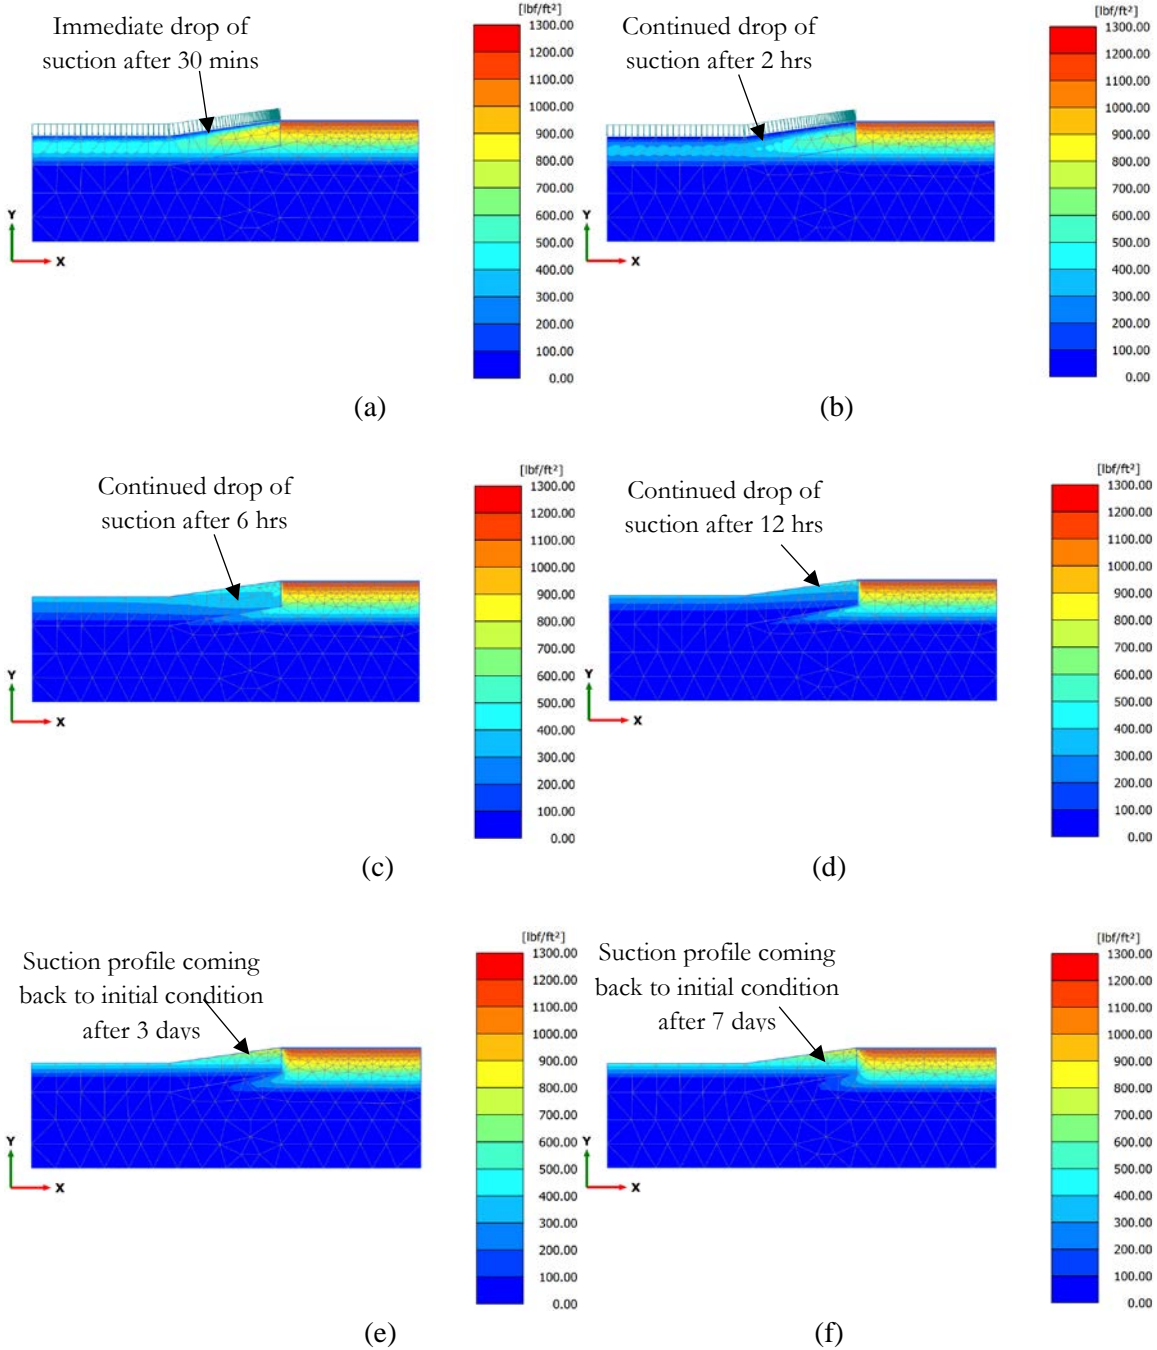 [lbf/ft²]
Immediate drop of
suction after 30 mins
1300.00
1200.00
1100.00
1000.00
900.00
800.00
700.00
600.00
500.00
400.00
300.00
200.00
100.00
0.00
Y
X
(a)
[lbf/ft²]
Continued drop of
suction after 2 hrs
1300.00
1200.00
1100.00
1000.00
900.00
800.00
700.00
600.00
500.00
400.00
300.00
200.00
100.00
0.00
Y
X
(b)
[lbf/ft²]
Continued drop of
suction after 6 hrs
1300.00
1200.00
1100.00
1000.00
900.00
800.00
700.00
600.00
500.00
400.00
300.00
200.00
100.00
0.00
Y
X
(c)
[lbf/ft²]
Continued drop of
suction after 12 hrs
1300.00
1200.00
1100.00
1000.00
900.00
800.00
700.00
600.00
500.00
400.00
300.00
200.00
100.00
0.00
Y
X
(d)
[lbf/ft²]
Suction profile coming
back to initial condition
after 3 days
1300.00
1200.00
1100.00
1000.00
900.00
800.00
700.00
600.00
500.00
400.00
300.00
200.00
100.00
0.00
Y
X
(e)
[lbf/ft²]
Suction profile coming
back to initial condition
after 7 days
1300.00
1200.00
1100.00
1000.00
900.00
800.00
700.00
600.00
500.00
400.00
300.00
200.00
100.00
0.00
Y
X
(f)